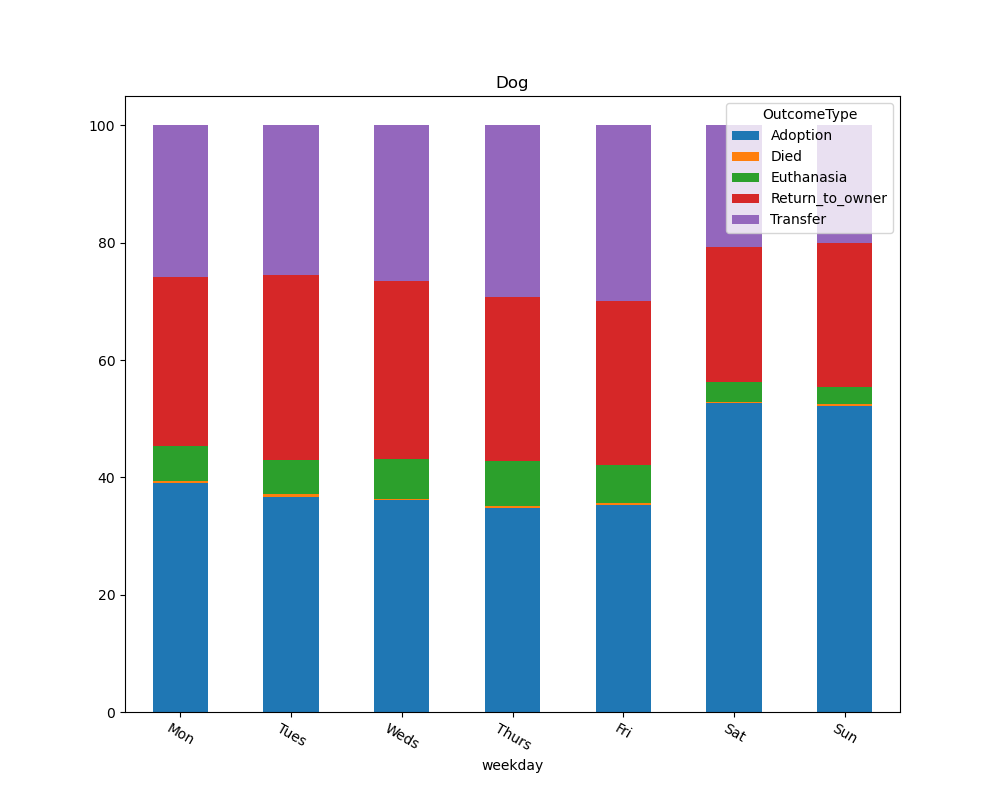 Dog
OutcomeType
Adoption
Died
Euthanasia
Return_to_owner
Transfer
100
80
60
40
20
0
Mon
Tues
Weds
Thurs
Fri
Sat
Sun
weekday